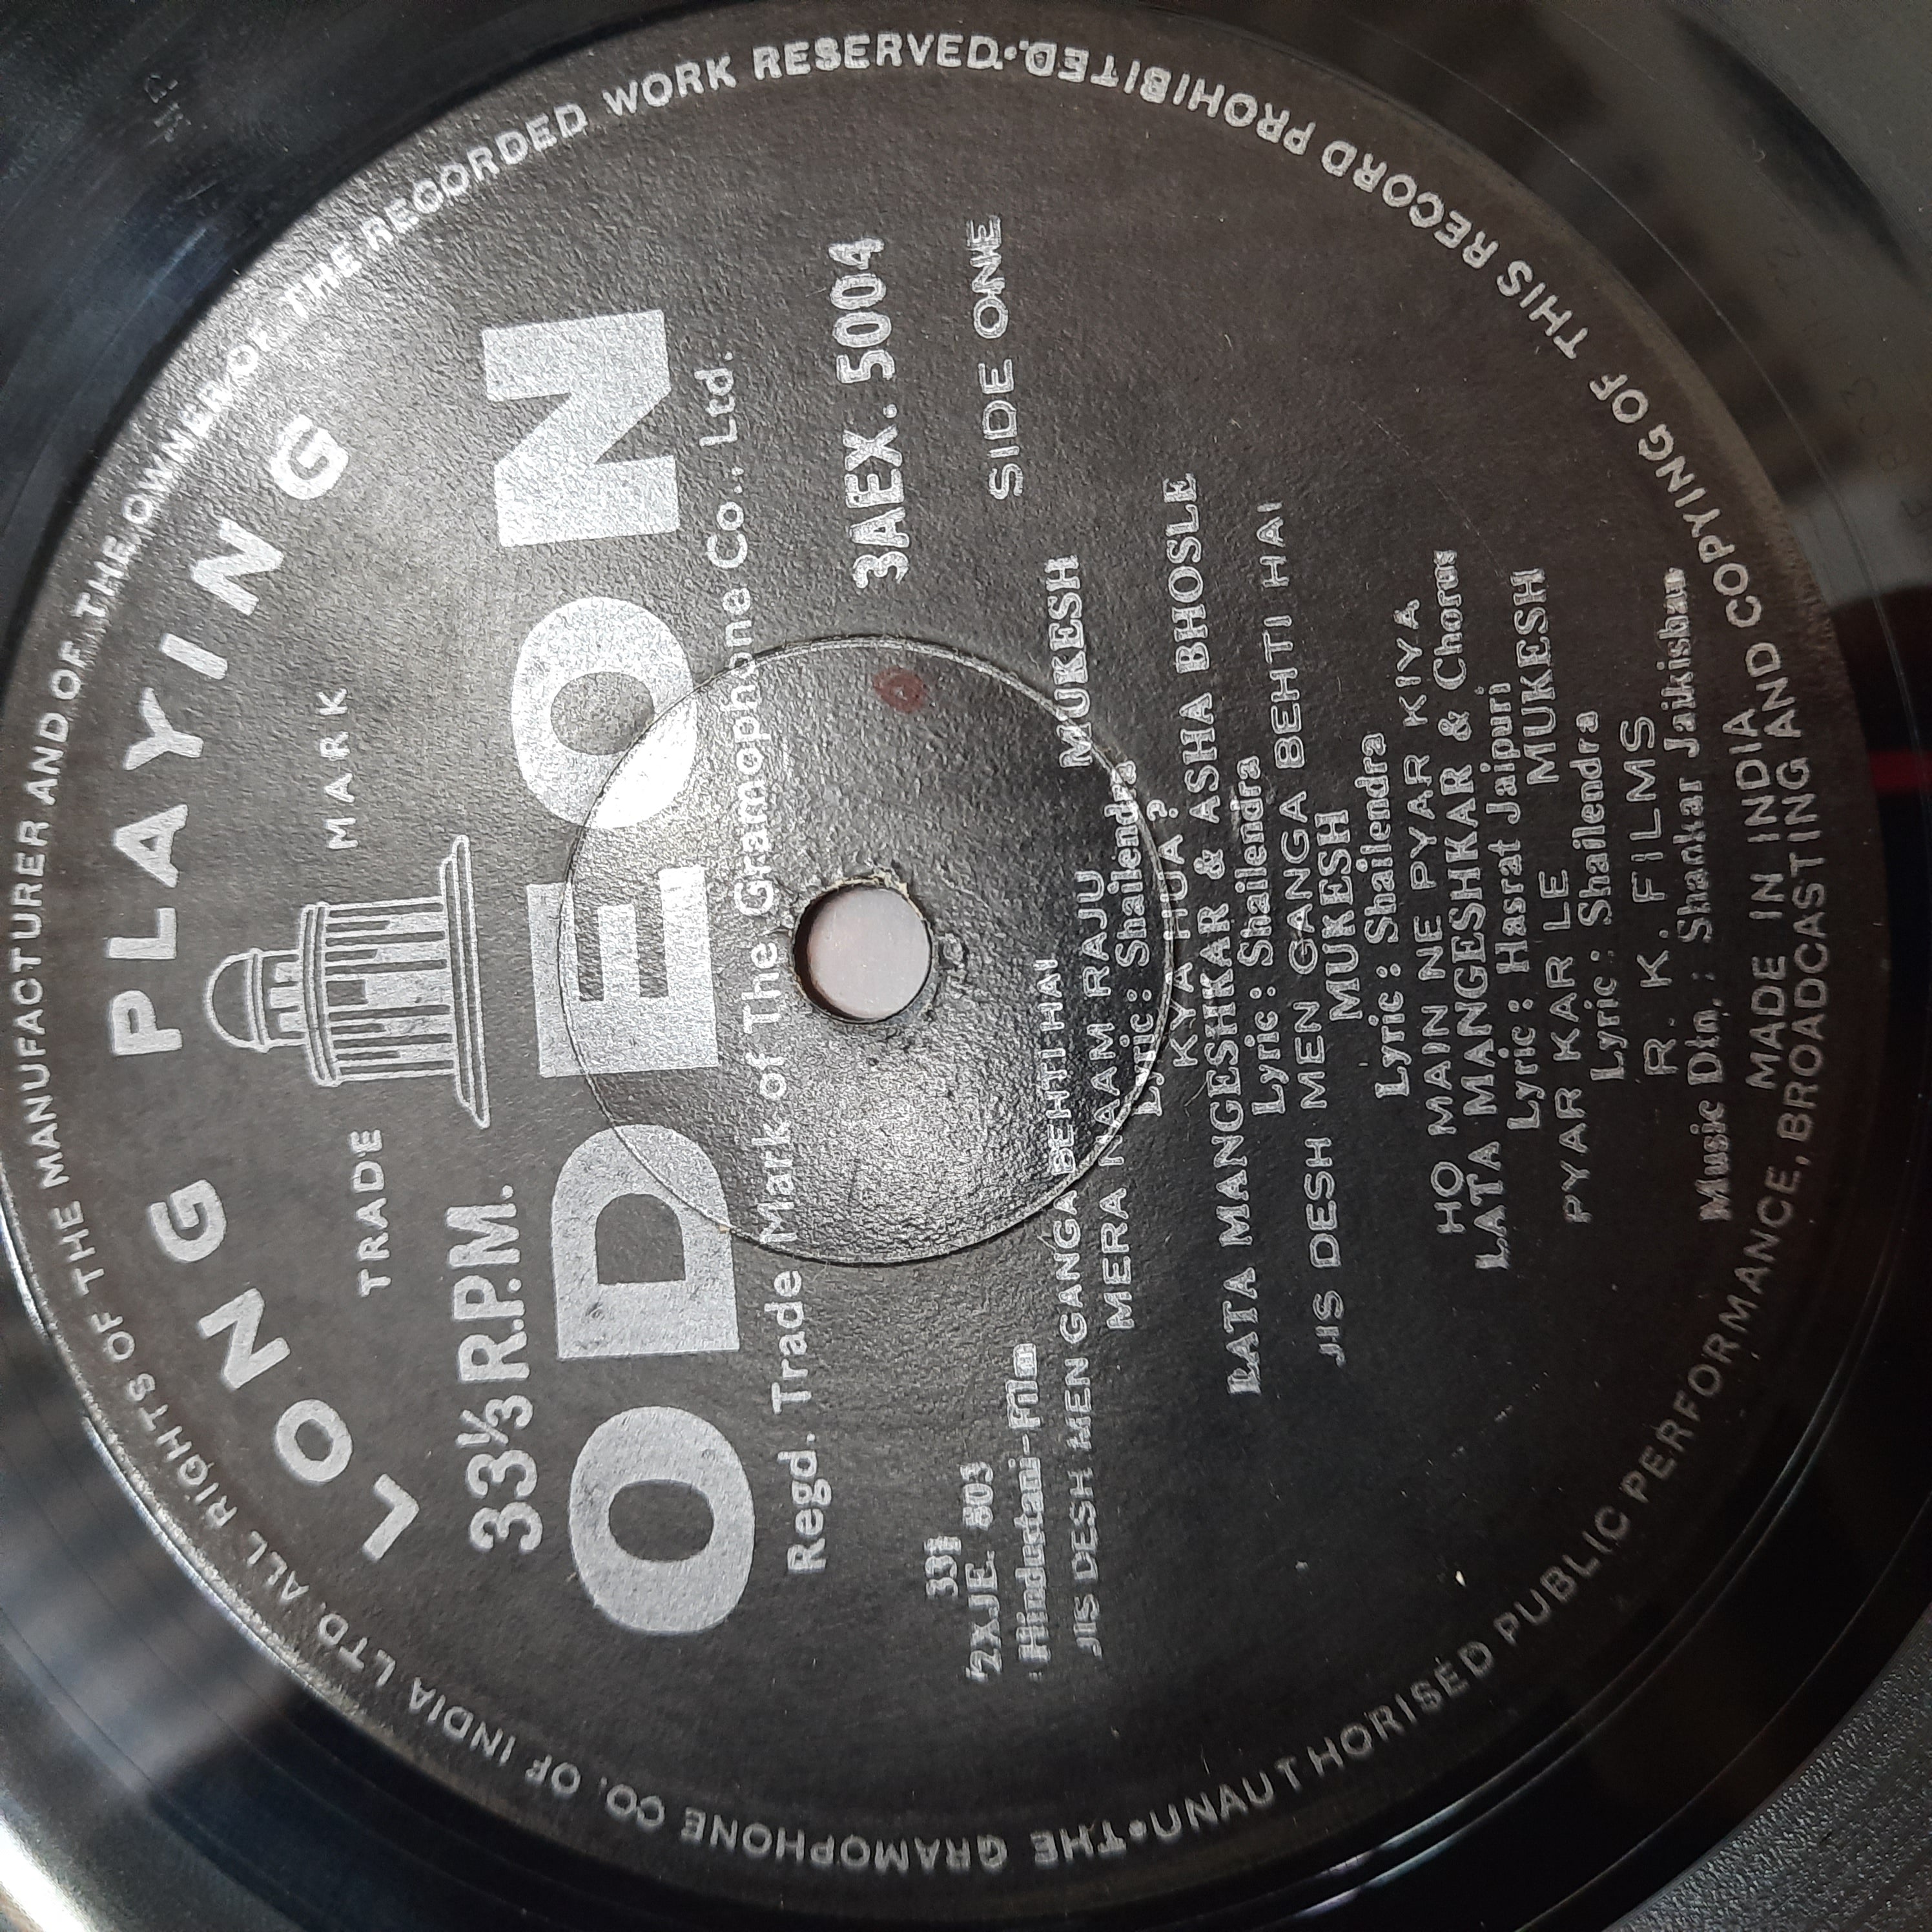 THE GRAMOPHONE CO. OF INDIA LTD. ALL RIGHTS OF THE MANUFACTURER AND OF THE OWNER OF THE RECORDED WORK RESERVED.
UNAUTHORISED PUBLIC PERFORMANCE, BROADCASTING AND COPYING OF THIS RECORD PROHIBITED.
LONG PLAYING
TRADE MARK
33⅓ R.P.M.
ODEON
Regd. Trade Mark of The Gramophone Co., Ltd.
3AEX. 5004
33⅓
2XJE. 503
SIDE ONE
Hindustani-Film
JIS DESH MEN GANGA BEHTI HAI
MERA NAAM RAJU MUKESH
Lyric : Shailendra
KYA HUA ?
LATA MANGESHKAR & ASHA BHOSLE
Lyric : Shailendra
JIS DESH MEN GANGA BEHTI HAI
MUKESH
Lyric : Shailendra
HO MAIN NE PYAR KIYA
LATA MANGESHKAR & Chorus
Lyric : Hasrat Jaipuri
PYAR KAR LE MUKESH
Lyric : Shailendra
R. K. FILMS
Music Dtn. : Shankar Jaikishan
MADE IN INDIA